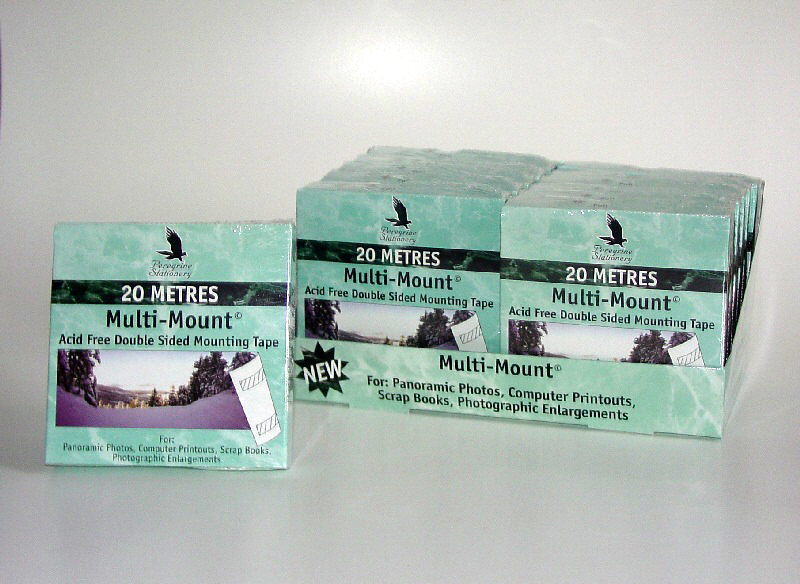 Peregrine
Stationery
20 METRES
Multi-Mount©
Acid Free Double Sided Mounting Tape
For:
Panoramic Photos, Computer Printouts, Scrap Books,
Photographic Enlargements
Peregrine
Stationery
20 METRES
Multi-Mount©
Acid Free Double Sided Mounting Tape
Peregrine
Stationery
20 METRES
Multi-Mount©
Acid Free Double Sided Mounting Tape
NEW
Multi-Mount©
For: Panoramic Photos, Computer Printouts,
Scrap Books, Photographic Enlargements